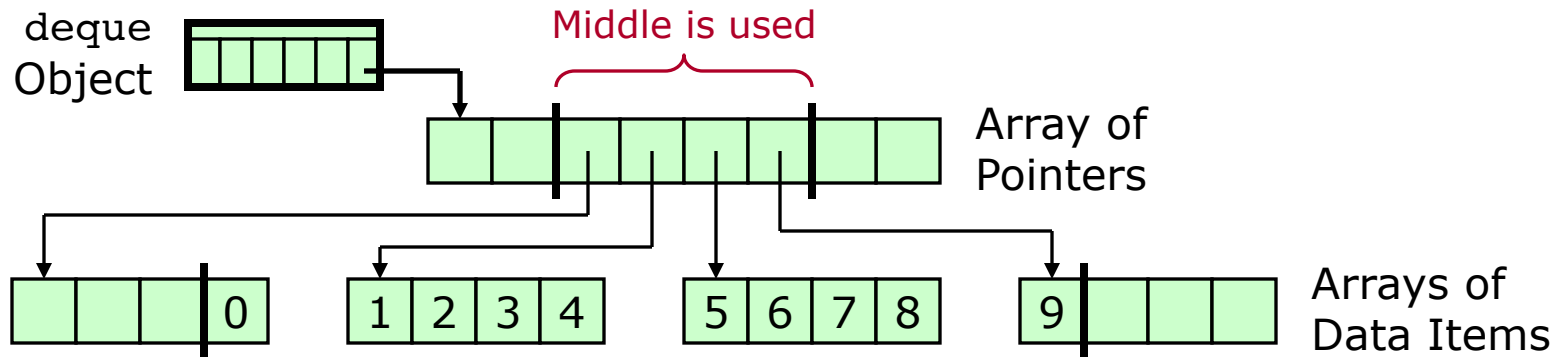 deque
Object
Middle is used
Array of
Pointers
0 1 2 3 4 5 6 7 8 9
Arrays of
Data Items